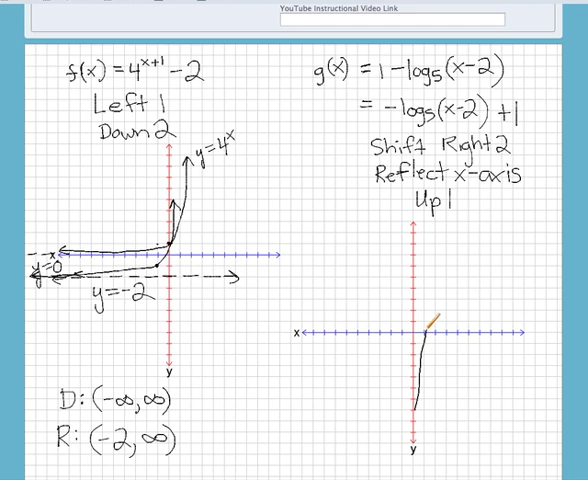 YouTube Instructional Video Link
f(x) = 4^{x+1} - 2
Left 1
Down 2
y=4^x
x
y=0
y=-2
y
D: (-∞,∞)
R: (-2,∞)
g(x) = 1-log5(x-2)
= -log5(x-2) +1
Shift Right 2
Reflect x-axis
Up 1
x
y